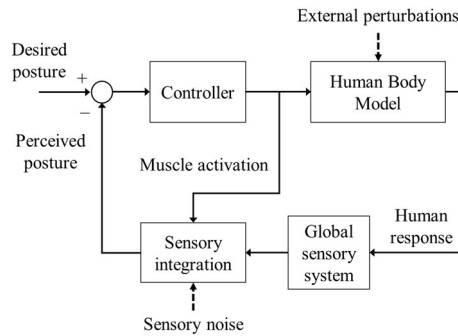 External perturbations
Desired
posture
+
−
Controller
Human Body
Model
Perceived
posture
Muscle activation
Sensory
integration
Global
sensory
system
Human
response
Sensory noise